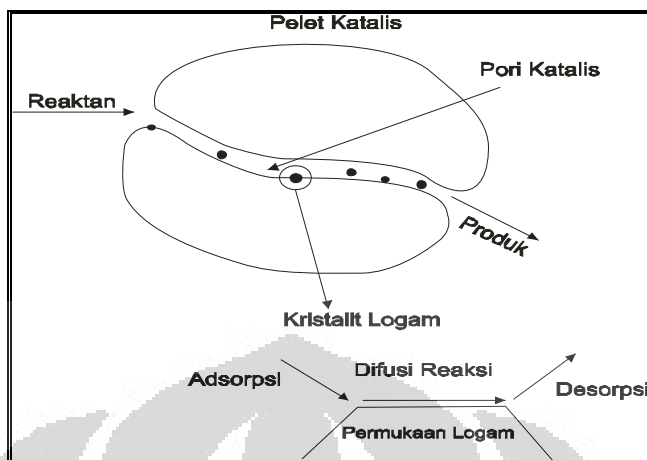 Pelet Katalis
Pori Katalis
Reaktan
Produk
Kristalit Logam
Adsorpsi
Difusi Reaksi
Desorpsi
Permukaan Logam